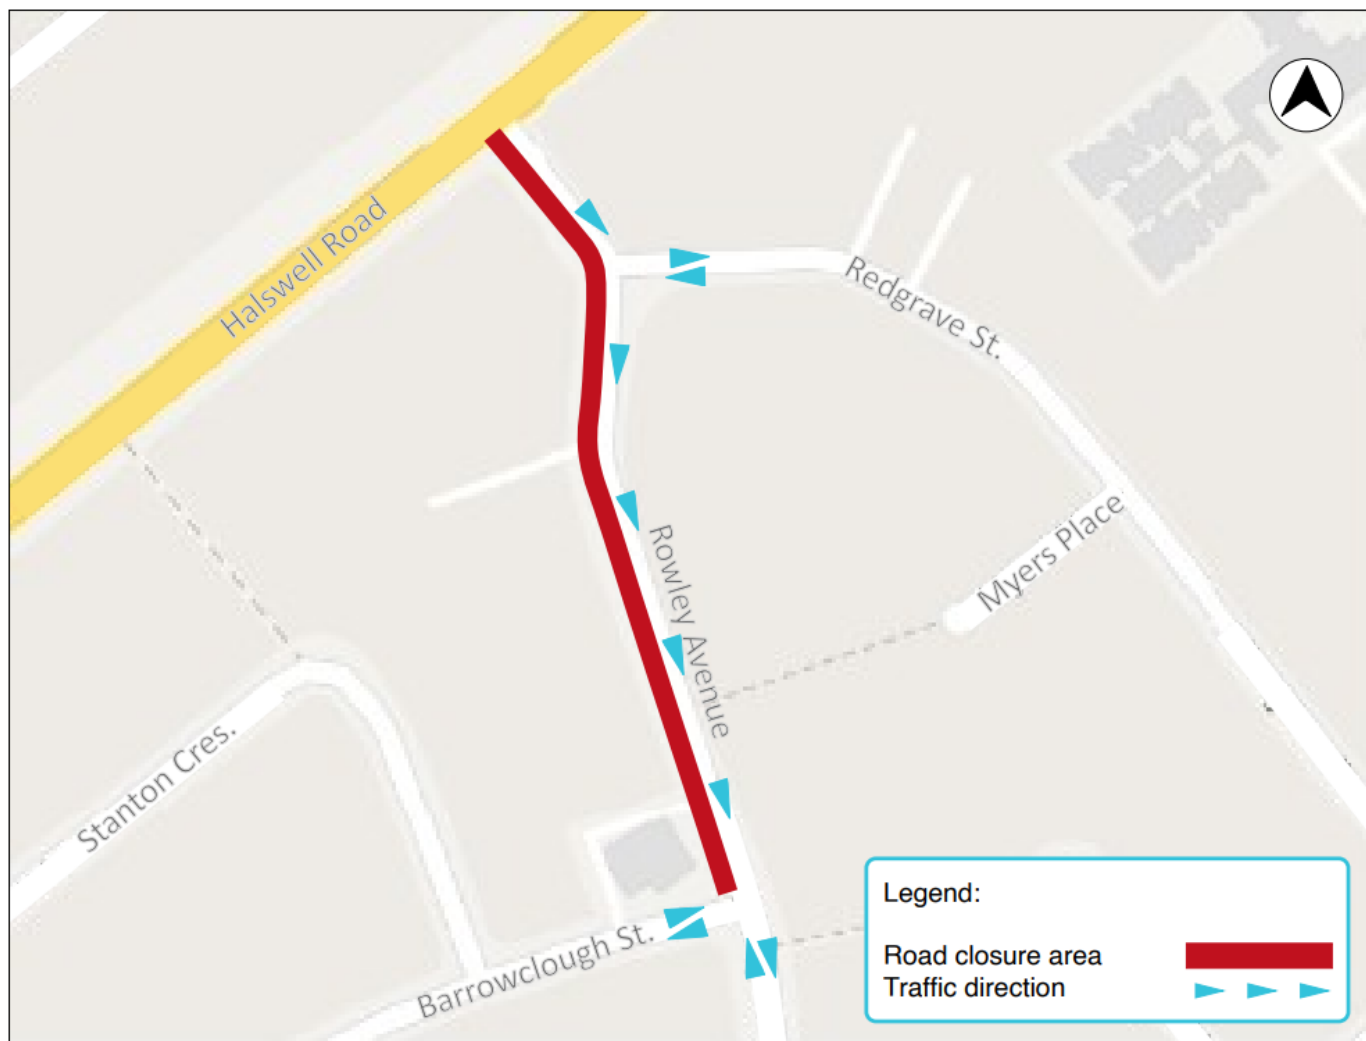 Halswell Road
Redgrave St.
Myers Place
Rowley Avenue
Stanton Cres.
Barrowclough St.
Legend:
Road closure area
Traffic direction